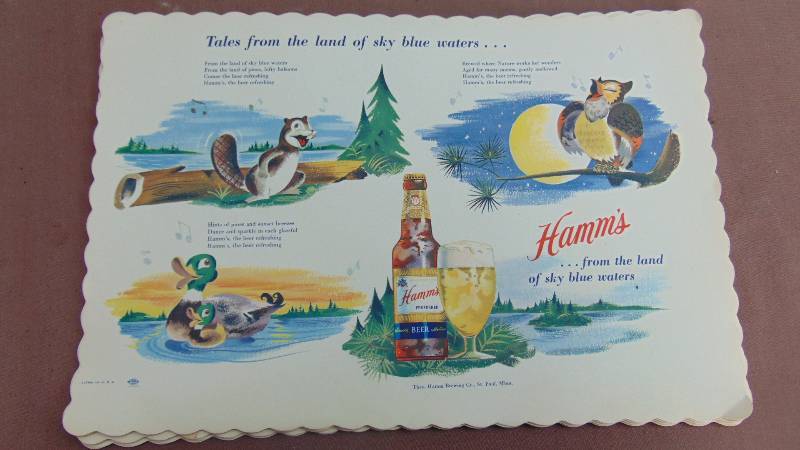 Tales from the land of sky blue waters . . .
From the land of sky blue waters
From the land of pines, lofty balsams
Comes the beer refreshing
Hamm's, the beer refreshing
Brewed where Nature works her wonders
Aged for many moons, gently mellowed
Hamm's, the beer refreshing
Hamm's, the beer refreshing
Hints of pines and sunset breezes
Dance and sparkle in each glassful
Hamm's, the beer refreshing
Hamm's, the beer refreshing
Hamm's
. . . from the land
of sky blue waters
Hamm's
PREFERRED
BEER
Theo. Hamm Brewing Co., St. Paul, Minn.